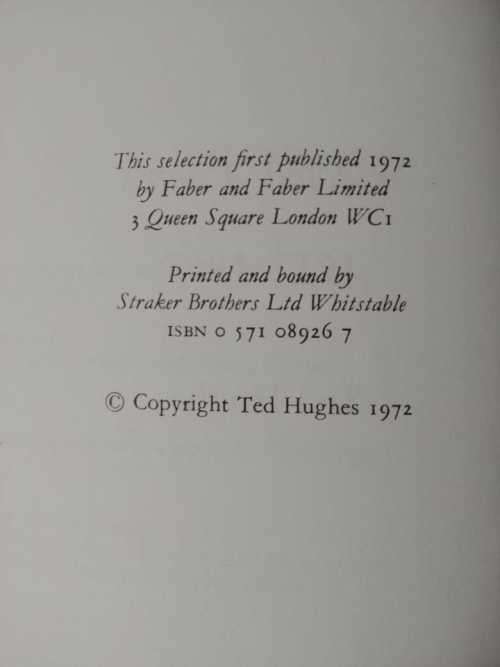 This selection first published 1972
by Faber and Faber Limited
3 Queen Square London WC1
Printed and bound by
Straker Brothers Ltd Whitstable
ISBN 0 571 08926 7
© Copyright Ted Hughes 1972